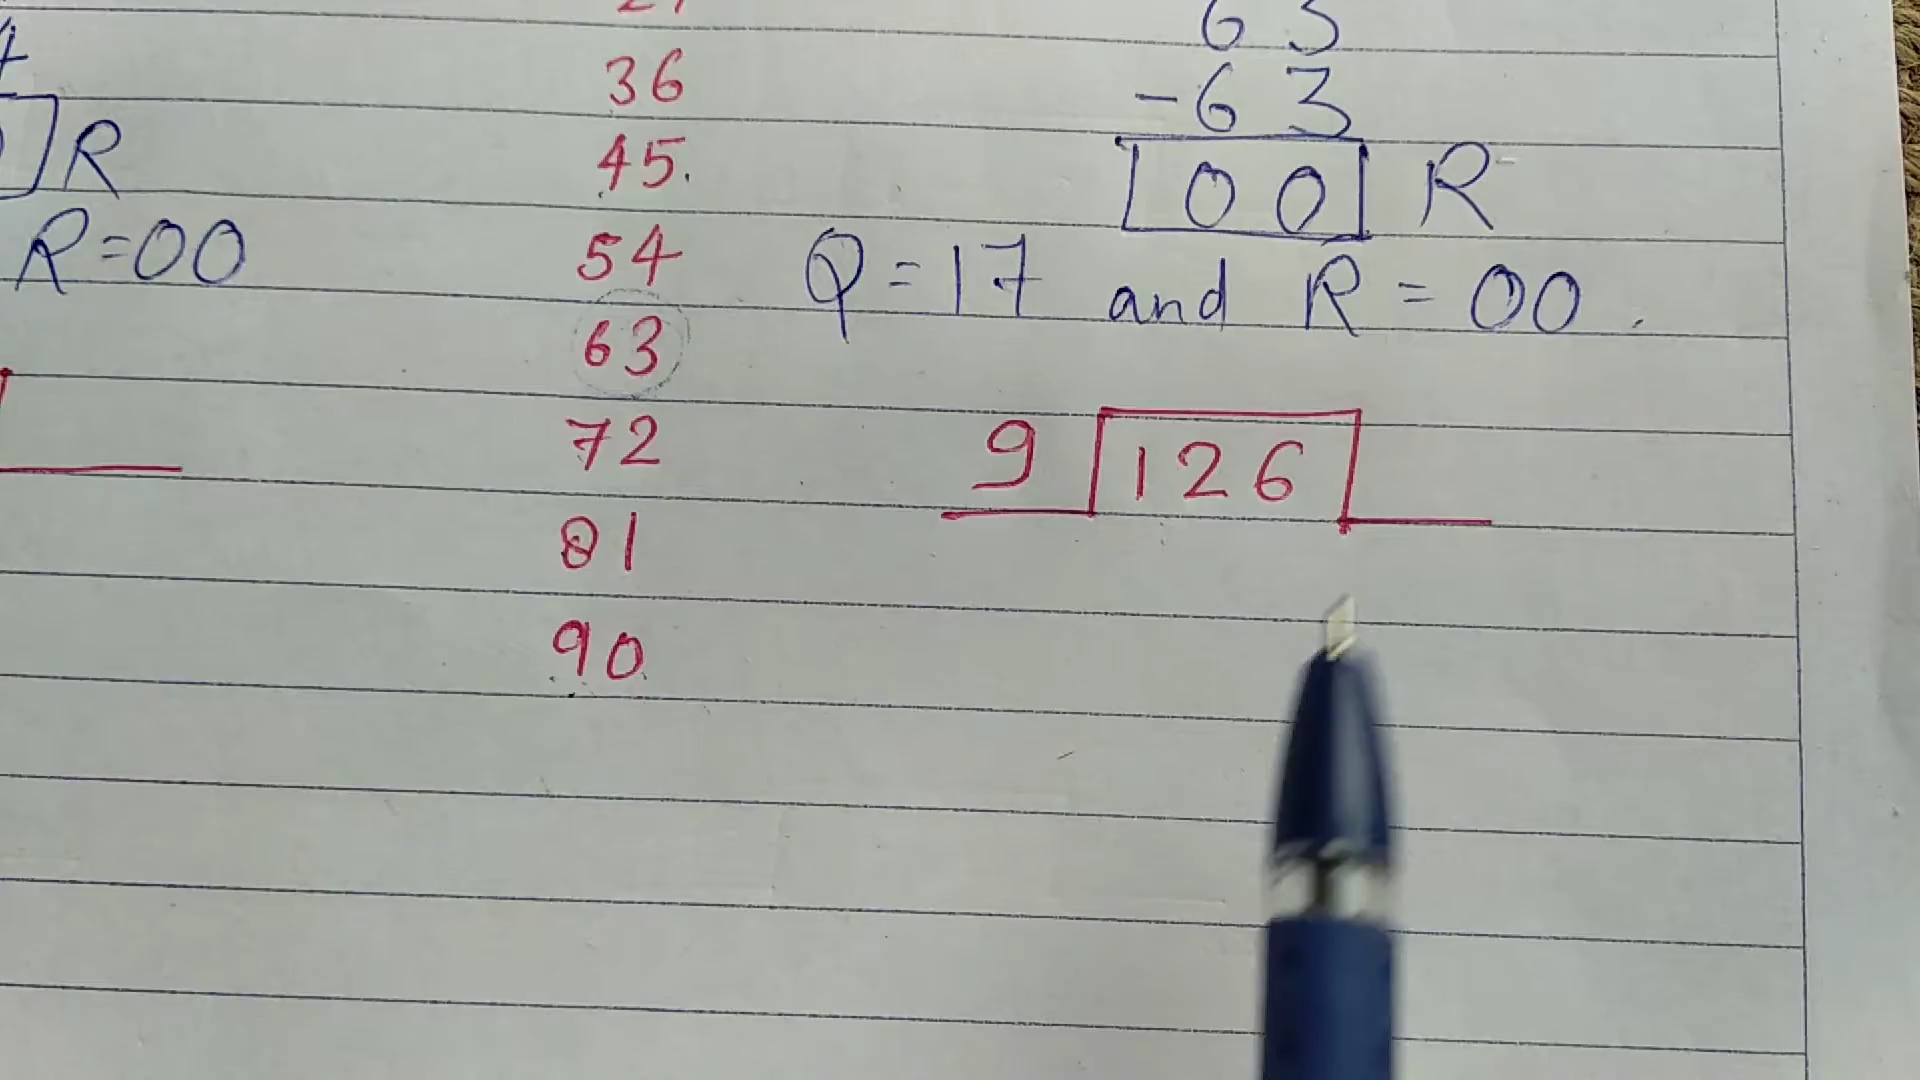 R
R=00
36
45.
54
63
72
81
90
63
-63
00 R
Q=17 and R=00.
9 126